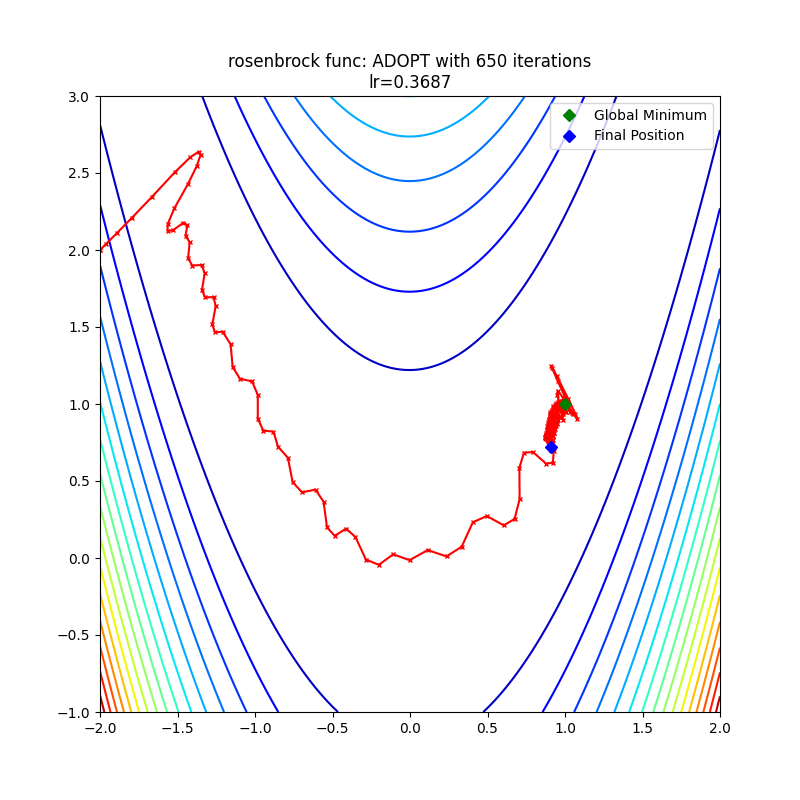 rosenbrock func: ADOPT with 650 iterations
lr=0.3687
Global Minimum
Final Position
3.0
2.5
2.0
1.5
1.0
0.5
0.0
−0.5
−1.0
−2.0 −1.5 −1.0 −0.5 0.0 0.5 1.0 1.5 2.0